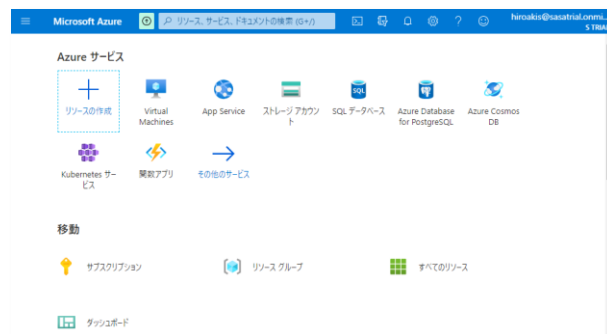 Microsoft Azure
リソース、サービス、ドキュメントの検索 (G+/)
hiroakis@sasatrial.onmi...
S TRIAL
Azure サービス
リソースの作成
Virtual
Machines
App Service
ストレージ アカウン
ト
SQL データベース
Azure Database
for PostgreSQL
Azure Cosmos
DB
Kubernetes サー
ビス
関数アプリ
その他のサービス
移動
サブスクリプション
リソース グループ
すべてのリソース
ダッシュボード